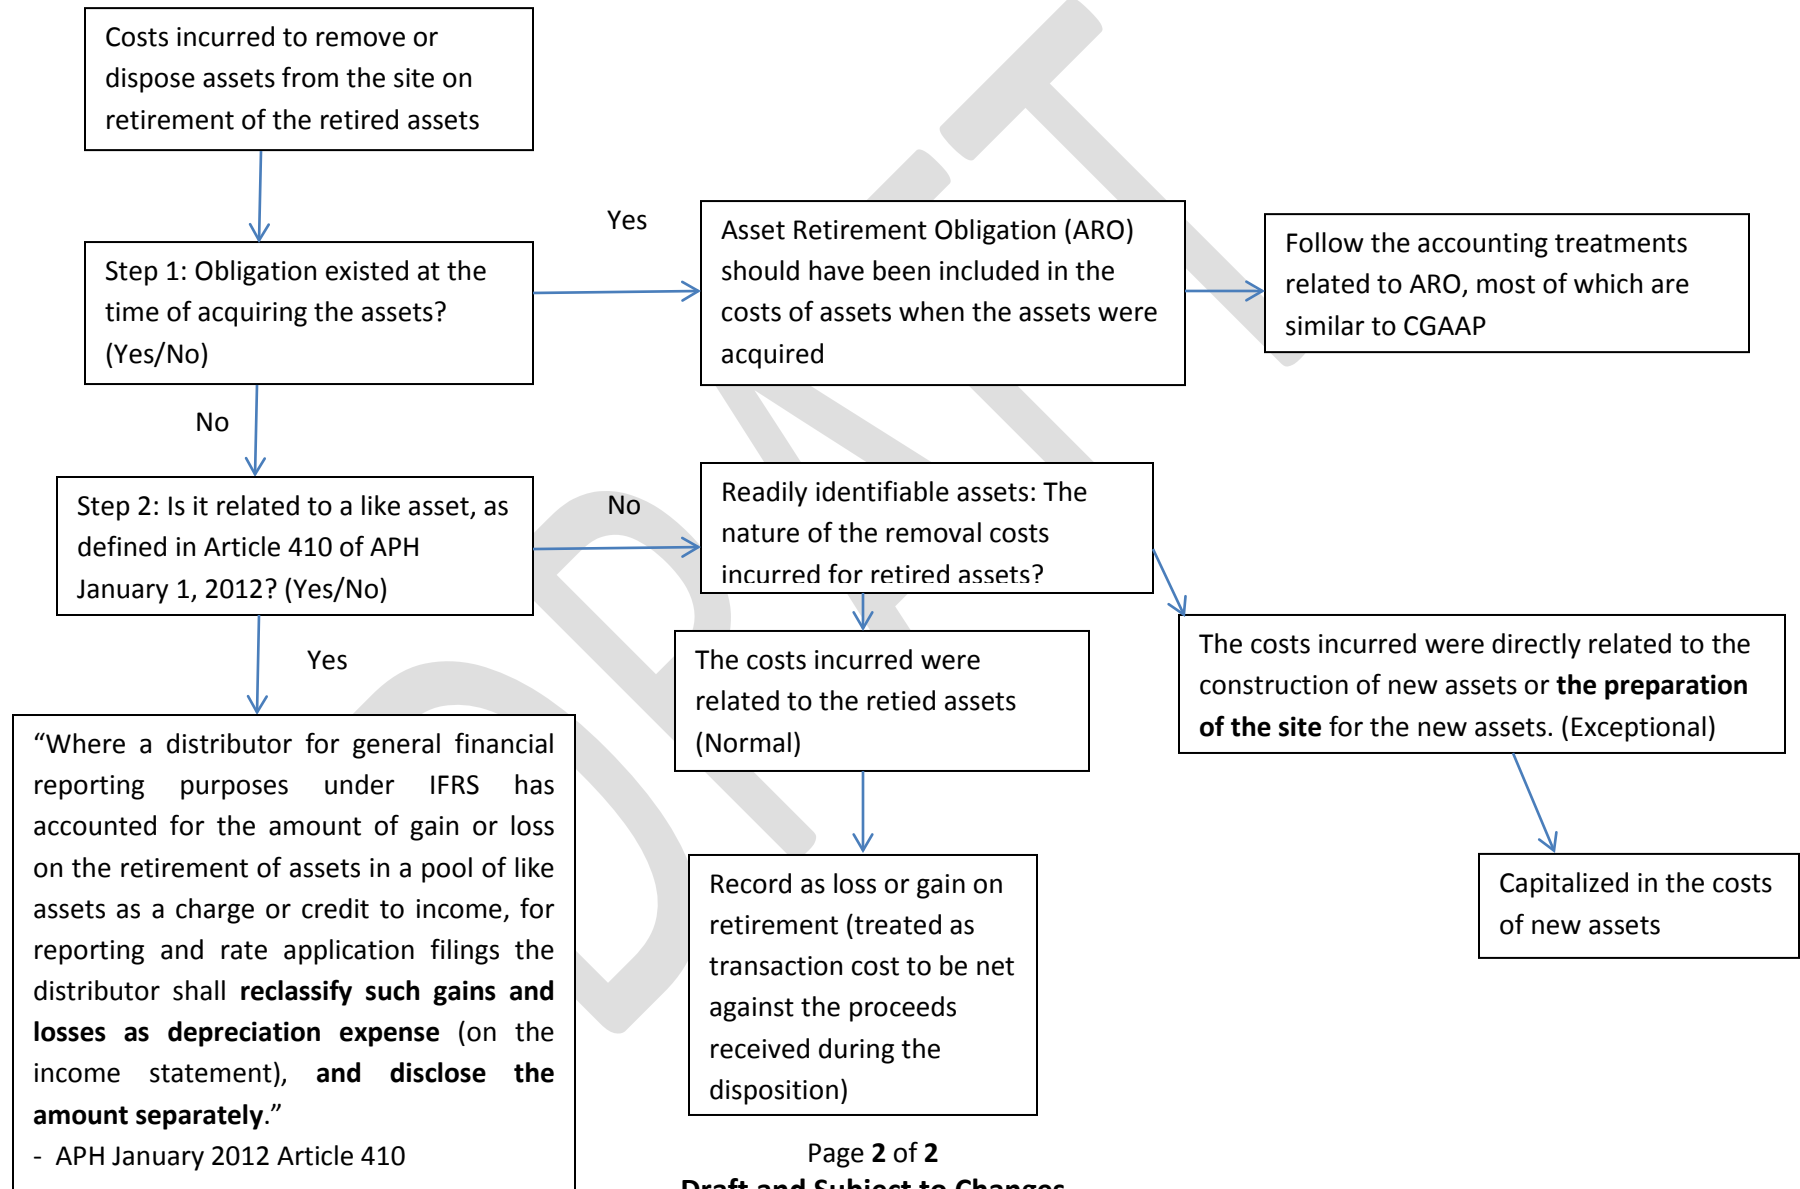 Costs incurred to remove or
dispose assets from the site on
retirement of the retired assets
Yes
Step 1: Obligation existed at the
time of acquiring the assets?
(Yes/No)
Asset Retirement Obligation (ARO)
should have been included in the
costs of assets when the assets were
acquired
Follow the accounting treatments
related to ARO, most of which are
similar to CGAAP
No
Step 2: Is it related to a like asset, as
defined in Article 410 of APH
January 1, 2012? (Yes/No)
No
Readily identifiable assets: The
nature of the removal costs
incurred for retired assets?
Yes
The costs incurred were
related to the retied assets
(Normal)
The costs incurred were directly related to the
construction of new assets or the preparation
of the site for the new assets. (Exceptional)
“Where a distributor for general financial
reporting purposes under IFRS has
accounted for the amount of gain or loss
on the retirement of assets in a pool of like
assets as a charge or credit to income, for
reporting and rate application filings the
distributor shall reclassify such gains and
losses as depreciation expense (on the
income statement), and disclose the
amount separately.”
- APH January 2012 Article 410
Record as loss or gain on
retirement (treated as
transaction cost to be net
against the proceeds
received during the
disposition)
Capitalized in the costs
of new assets
Page 2 of 2
Draft and Subject to Changes
DRAFT